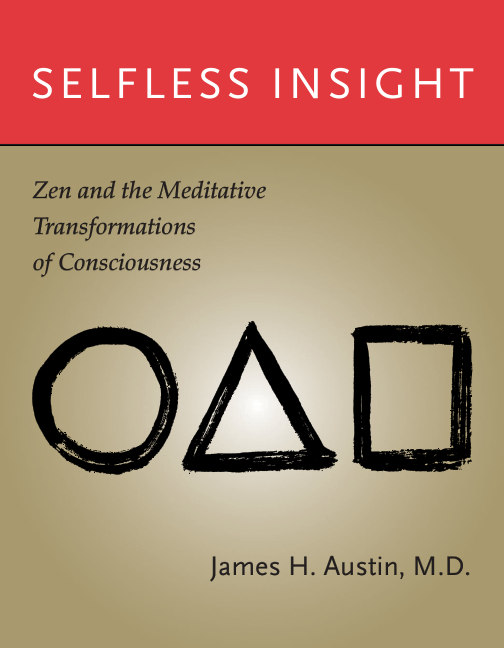 SELFLESS INSIGHT
Zen and the Meditative
Transformations
of Consciousness
James H. Austin, M.D.